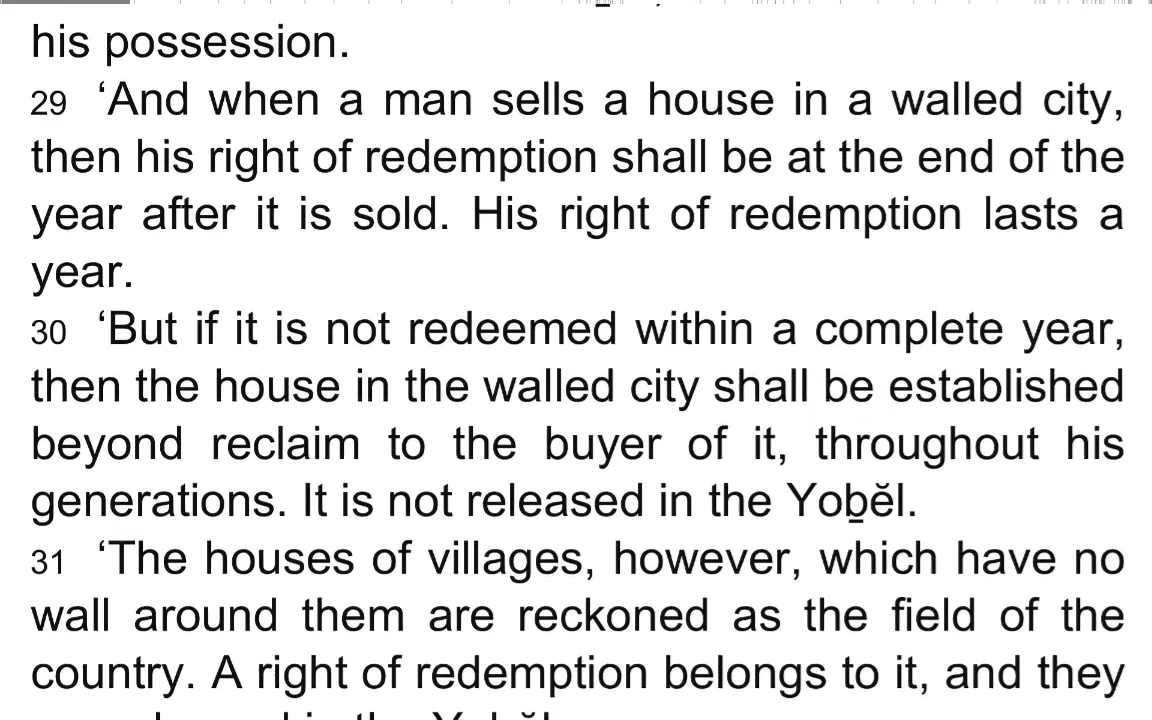 his possession.
29 ‘And when a man sells a house in a walled city,
then his right of redemption shall be at the end of the
year after it is sold. His right of redemption lasts a
year.
30 ‘But if it is not redeemed within a complete year,
then the house in the walled city shall be established
beyond reclaim to the buyer of it, throughout his
generations. It is not released in the Yoḇĕl.
31 ‘The houses of villages, however, which have no
wall around them are reckoned as the field of the
country. A right of redemption belongs to it, and they